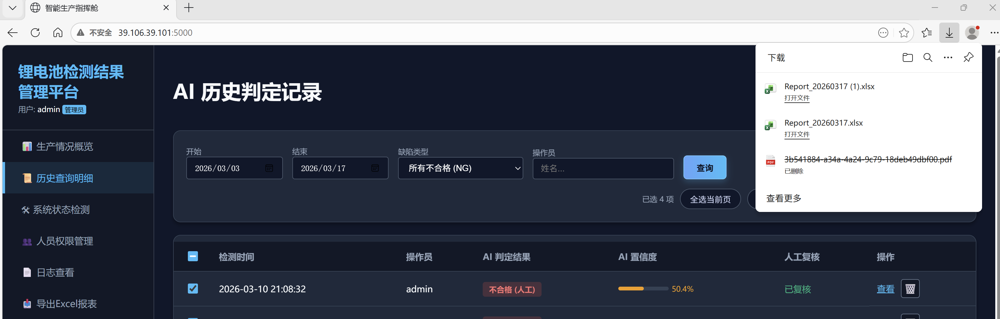 智能生产指挥舱
不安全 39.106.39.101:5000
下载
Report_20260317 (1).xlsx
打开文件
Report_20260317.xlsx
打开文件
3b541884-a34a-4a24-9c79-18deb49dbf00.pdf
已删除
查看更多
锂电池检测结果
管理平台
用户: admin 管理员
生产情况概览
历史查询明细
系统状态检测
人员权限管理
日志查看
导出Excel报表
AI 历史判定记录
开始 结束 缺陷类型 操作员
2026/03/03 2026/03/17 所有不合格 (NG) 姓名... 查询
已选 4 项 全选当前页
检测时间 操作员 AI 判定结果 AI 置信度 人工复核 操作
2026-03-10 21:08:32 admin 不合格 (人工) 50.4% 已复核 查看